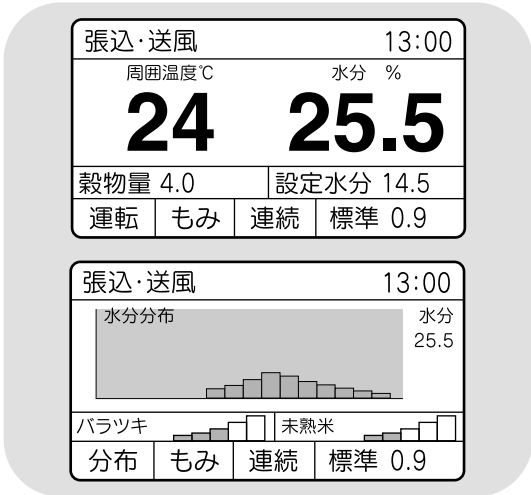 張込・送風 13:00
周囲温度℃ 水分 %
24 25.5
穀物量 4.0 設定水分 14.5
運転 もみ 連続 標準 0.9
張込・送風 13:00
水分分布 水分
25.5
バラツキ 未熟米
分布 もみ 連続 標準 0.9